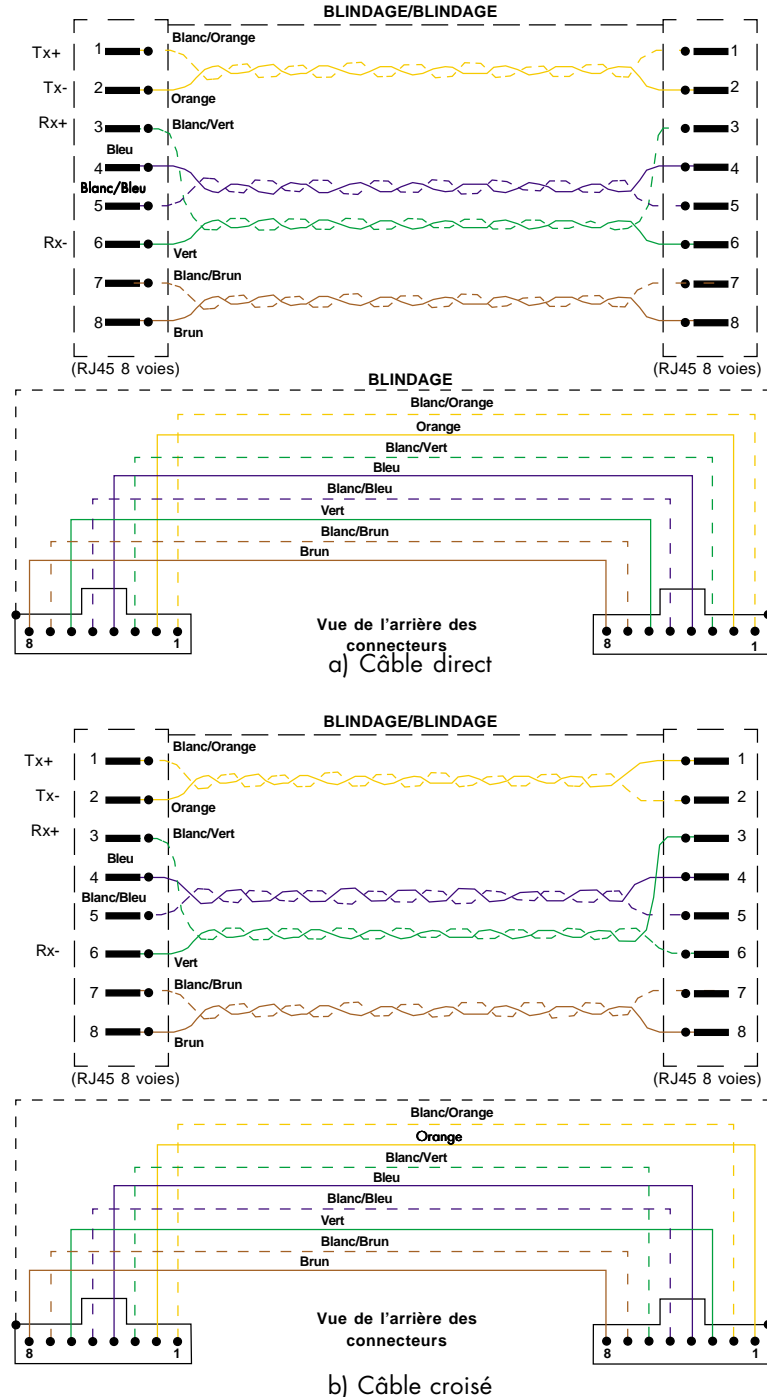 BLINDAGE/BLINDAGE
Tx+ 1 Blanc/Orange 1
Tx- 2 Orange 2
Rx+ 3 Blanc/Vert 3
Bleu
4 4
Blanc/Bleu
5 5
Rx- 6 6
Vert
7 Blanc/Brun 7
8 8
Brun
(RJ45 8 voies) (RJ45 8 voies)
BLINDAGE
Blanc/Orange
Orange
Blanc/Vert
Bleu
Blanc/Bleu
Vert
Blanc/Brun
Brun
8 1 8 1
Vue de l'arrière des
connecteurs
a) Câble direct
BLINDAGE/BLINDAGE
Tx+ 1 Blanc/Orange 1
Tx- 2 Orange 2
Rx+ 3 Blanc/Vert 3
Bleu
4 4
Blanc/Bleu
5 5
Rx- 6 6
Vert
7 Blanc/Brun 7
8 8
Brun
(RJ45 8 voies) (RJ45 8 voies)
Blanc/Orange
Orange
Blanc/Vert
Bleu
Blanc/Bleu
Vert
Blanc/Brun
Brun
8 1 8 1
Vue de l'arrière des
connecteurs
b) Câble croisé